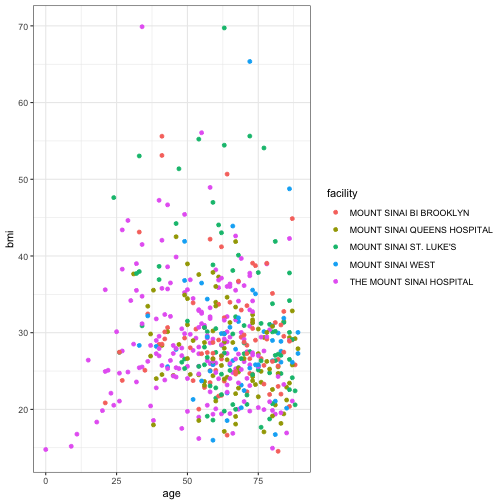 70
60
50
40
30
20
bmi
0
25
50
75
age
facility
MOUNT SINAI BI BROOKLYN
MOUNT SINAI QUEENS HOSPITAL
MOUNT SINAI ST. LUKE'S
MOUNT SINAI WEST
THE MOUNT SINAI HOSPITAL